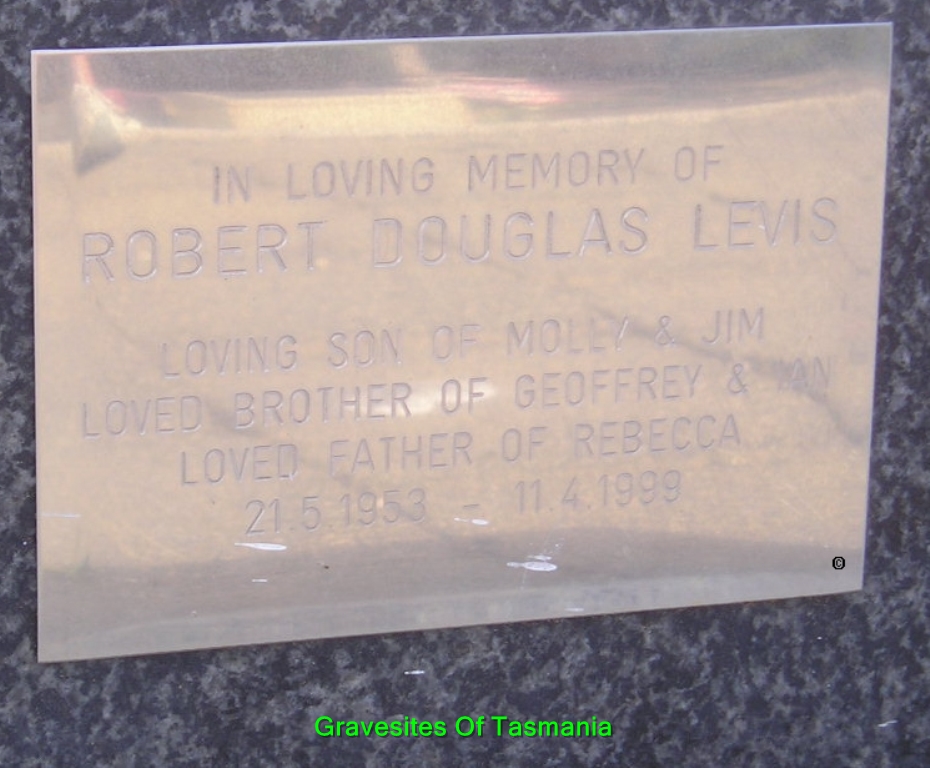 IN LOVING MEMORY OF
ROBERT DOUGLAS LEVIS
LOVING SON OF MOLLY & JIM
LOVED BROTHER OF GEOFFREY & IAN
LOVED FATHER OF REBECCA
21.5.1953 - 11.4.1999
©
Gravesites Of Tasmania